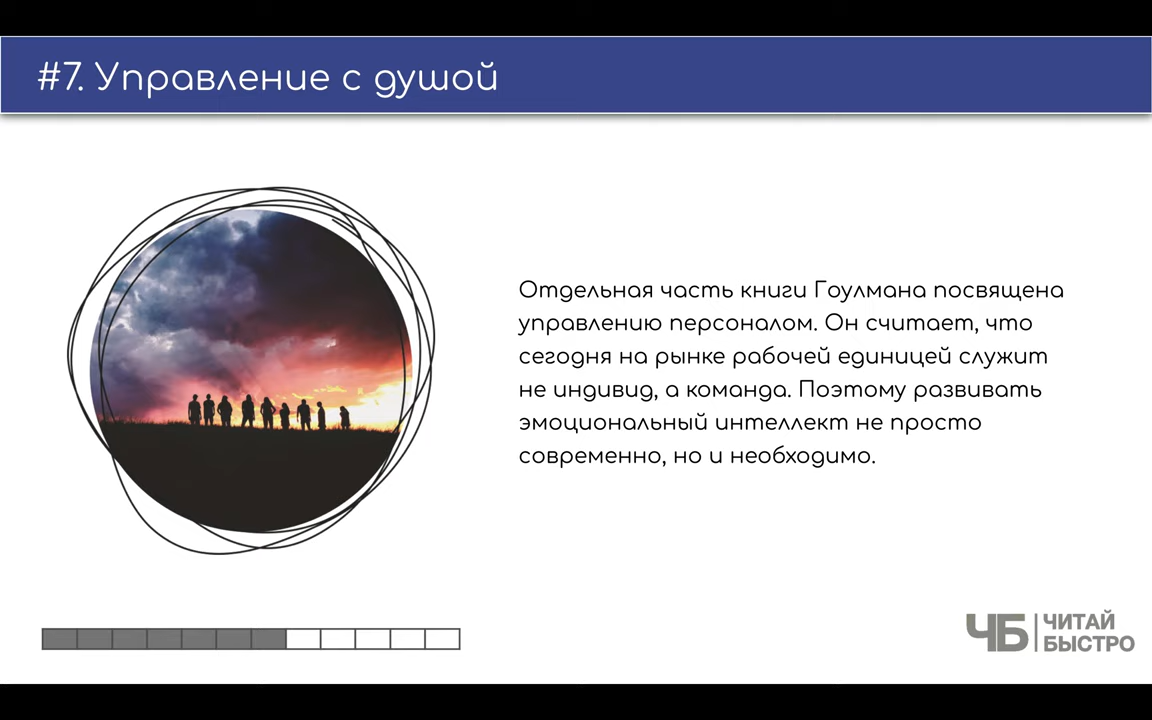 #7. Управление с душой
Отдельная часть книги Гоулмана посвящена
управлению персоналом. Он считает, что
сегодня на рынке рабочей единицей служит
не индивид, а команда. Поэтому развивать
эмоциональный интеллект не просто
современно, но и необходимо.
ЧБ
ЧИТАЙ
БЫСТРО